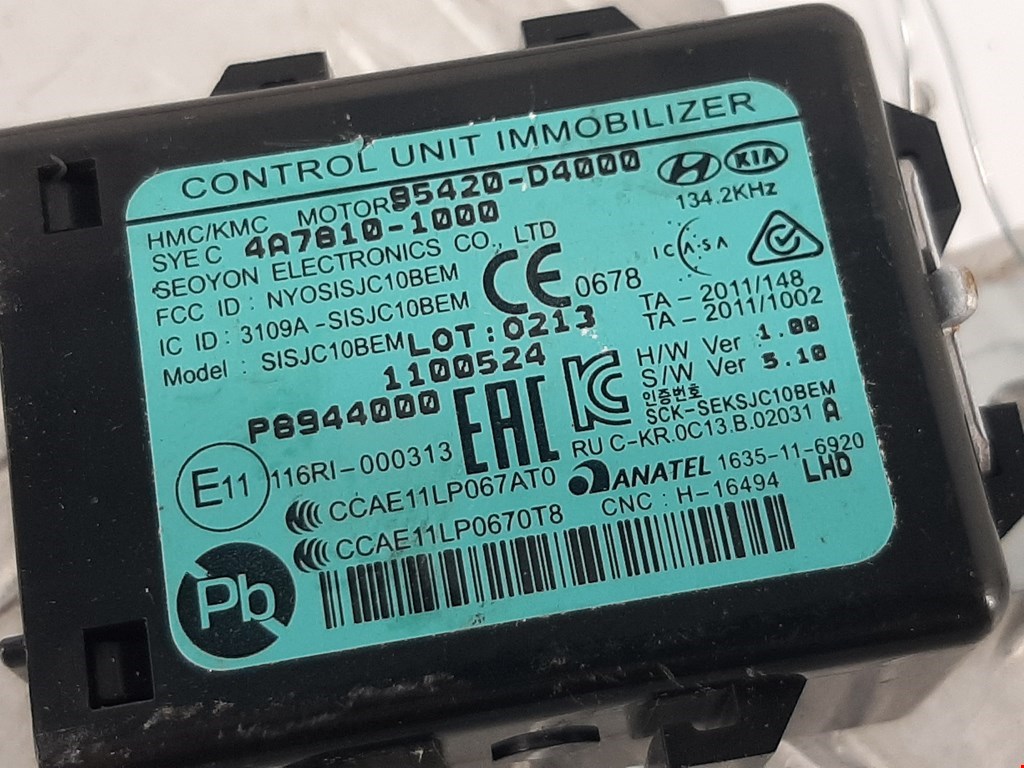 CONTROL UNIT IMMOBILIZER
HMC/KMC MOTORS 95420-D4000 KIA
SYE C 4A7810-1000 134.2KHz
SEOYON ELECTRONICS CO., LTD ICASA
FCC ID : NYOSISJC10BEM CE 0678 TA - 2011/148
IC ID : 3109A -SISJC10BEM TA - 2011/1002
Model : SISJC10BEM LOT:0213 H/W Ver 1.00
1100524 S/W Ver 5.10
P8944000 EAC 인증번호
SCK-SEKSJC10BEM
RU C-KR.0C13.B.02031 A
E11 116RI-000313 ANATEL 1635-11-6920
CCAE11LP067AT0 CNC : H-16494 LHD
CCAE11LP0670T8
Pb